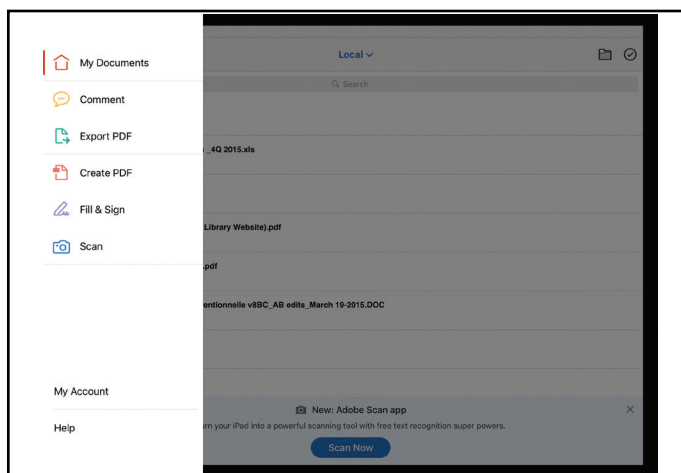 My Documents
Comment
Export PDF
Create PDF
Fill & Sign
Scan
My Account
Help
Local
Search
_4Q 2015.xls
Library Website).pdf
.pdf
entionnelle v8BC_AB edits_March 19-2015.DOC
New: Adobe Scan app
rn your iPad into a powerful scanning tool with free text recognition super powers.
Scan Now